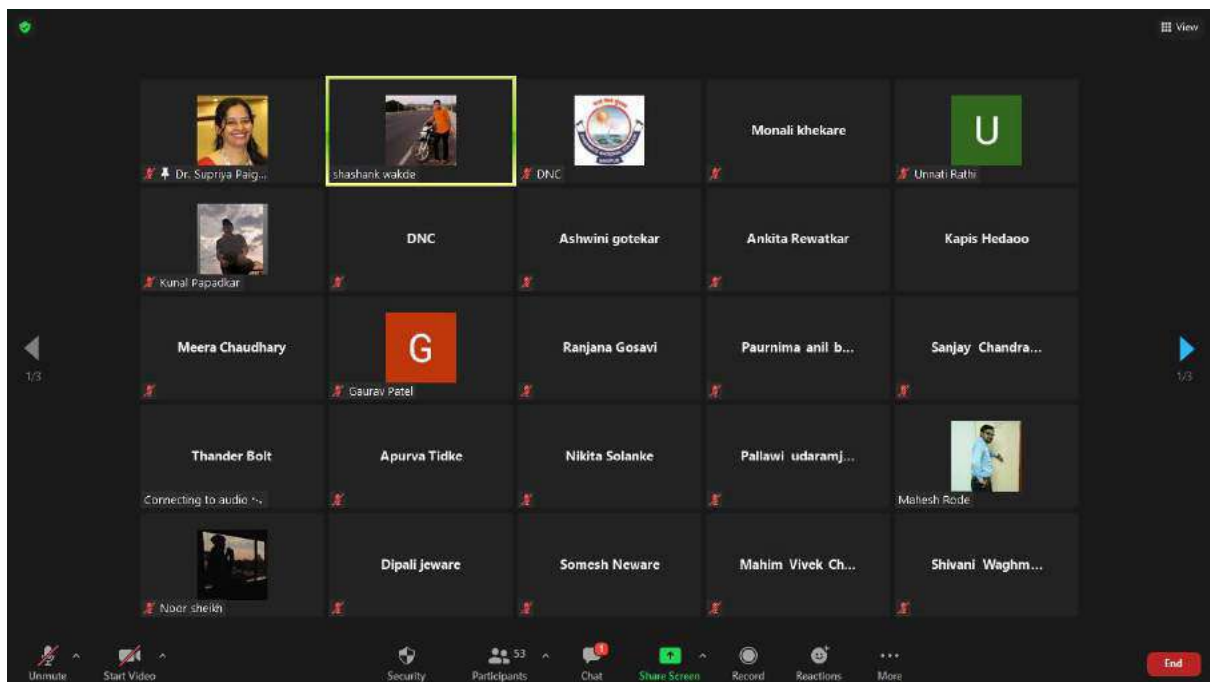 View
Dr. Supriya Paig...
shashank wakde
DNC
Monali khekare
U
Unnati Rathi
Kunal Papadkar
DNC
Ashwini gotekar
Ankita Rewatkar
Kapis Hedaoo
Meera Chaudhary
G
Gaurav Patel
Ranjana Gosavi
Paurnima anil b...
Sanjay Chandra...
1/3
1/3
Thander Bolt
Connecting to audio
Apurva Tidke
Nikita Solanke
Pallawi udaramj...
Mahesh Rode
Noor sheikh
Dipali jeware
Somesh Neware
Mahim Vivek Ch...
Shivani Waghm...
Unmute
Start Video
Security
53
Participants
1
Chat
Share Screen
Record
Reactions
More
End